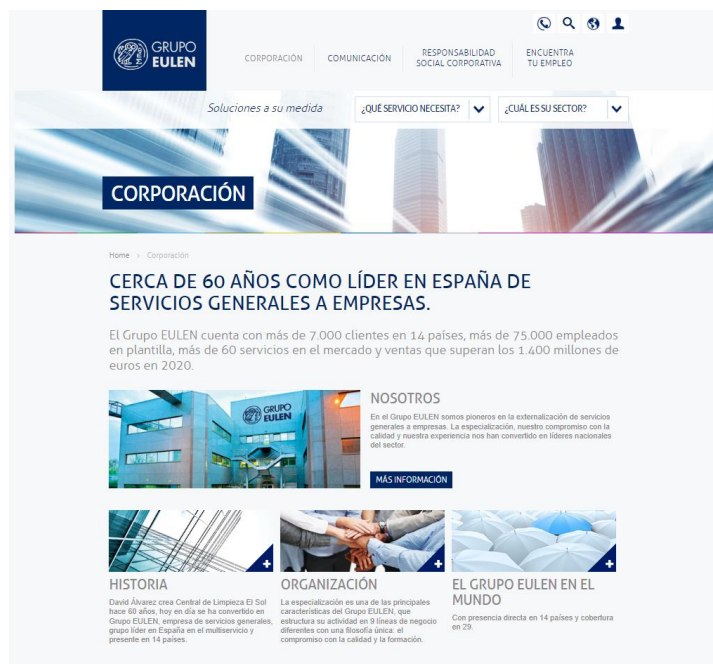 GRUPO
EULEN
CORPORACIÓN
COMUNICACIÓN
RESPONSABILIDAD
SOCIAL CORPORATIVA
ENCUENTRA
TU EMPLEO
Soluciones a su medida
¿QUÉ SERVICIO NECESITA?
¿CUÁL ES SU SECTOR?
CORPORACIÓN
Home › Corporación
CERCA DE 60 AÑOS COMO LÍDER EN ESPAÑA DE
SERVICIOS GENERALES A EMPRESAS.
El Grupo EULEN cuenta con más de 7.000 clientes en 14 países, más de 75.000 empleados
en plantilla, más de 60 servicios en el mercado y ventas que superan los 1.400 millones de
euros en 2020.
GRUPO
EULEN
NOSOTROS
En el Grupo EULEN somos pioneros en la externalización de servicios
generales a empresas. La especialización, nuestro compromiso con la
calidad y nuestra experiencia nos han convertido en líderes nacionales
del sector.
MÁS INFORMACIÓN
HISTORIA
David Álvarez crea Central de Limpieza El Sol
hace 60 años, hoy en día se ha convertido en
Grupo EULEN, empresa de servicios generales,
grupo líder en España en el multiservicio y
presente en 14 países.
ORGANIZACIÓN
La especialización es una de las principales
características del Grupo EULEN, que
estructura su actividad en 9 líneas de negocio
diferentes con una filosofía única: el
compromiso con la calidad y la formación.
EL GRUPO EULEN EN EL
MUNDO
Con presencia directa en 14 países y cobertura
en 29.